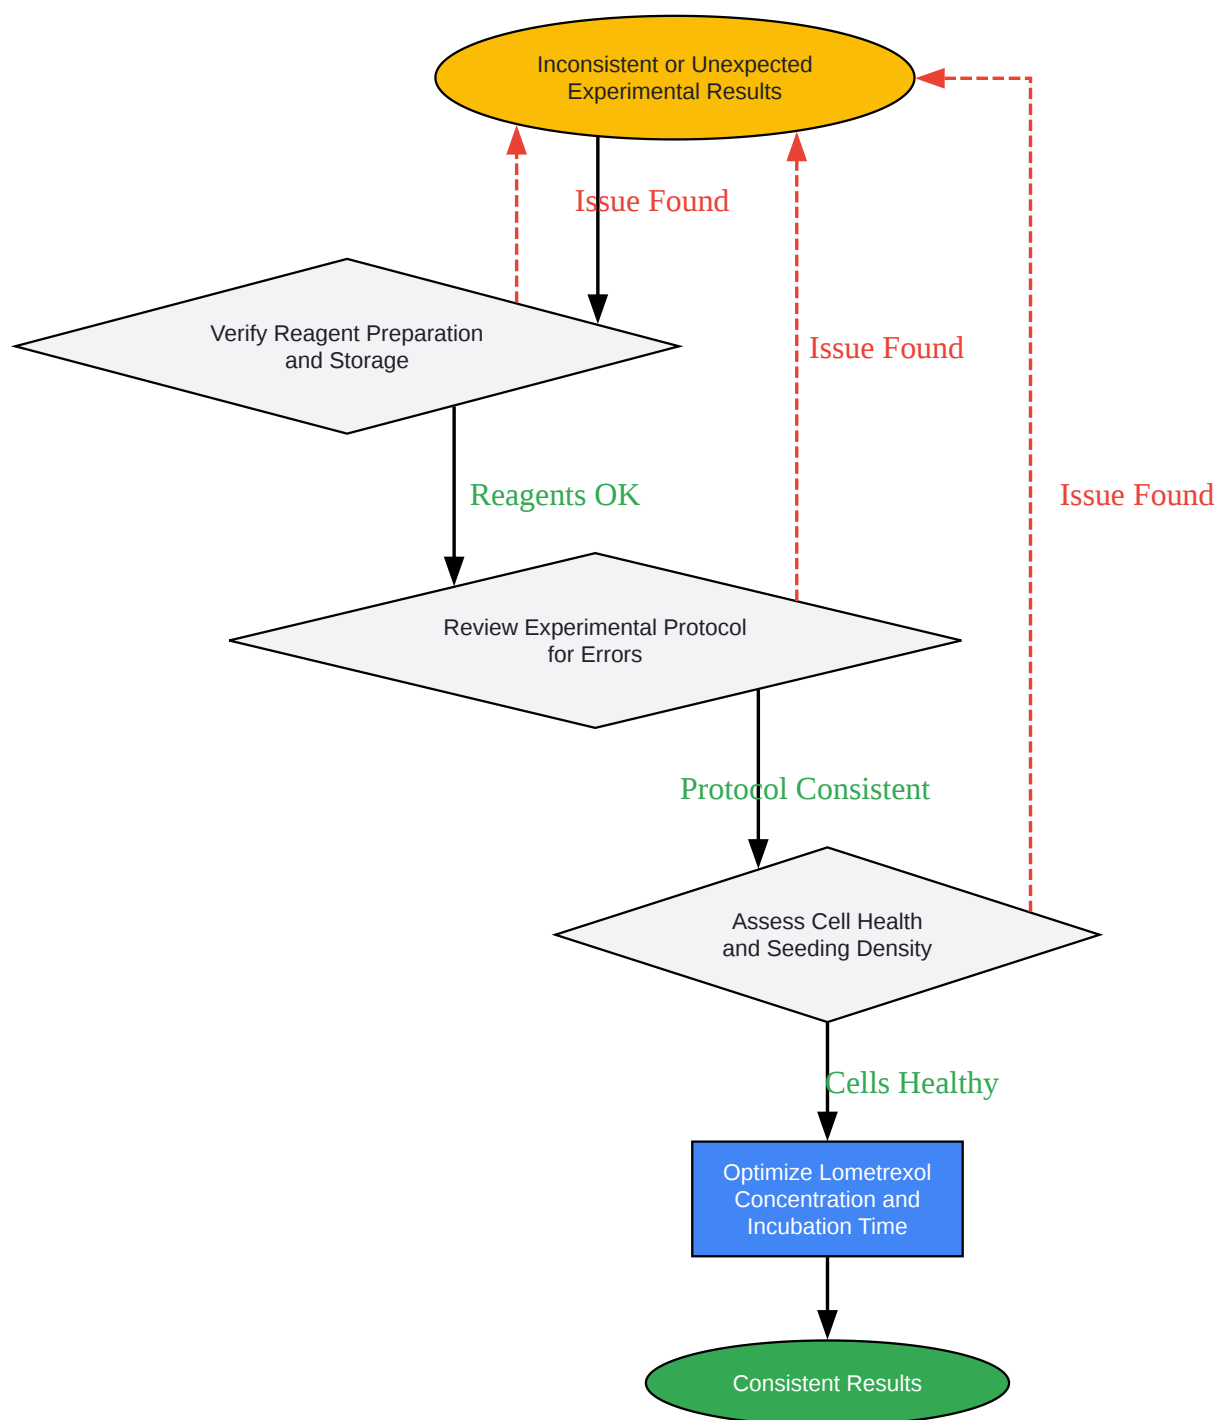 Inconsistent or Unexpected
Experimental Results
Issue Found
Verify Reagent Preparation
and Storage
Issue Found
Reagents OK
Issue Found
Review Experimental Protocol
for Errors
Protocol Consistent
Assess Cell Health
and Seeding Density
Cells Healthy
Optimize Lometrexol
Concentration and
Incubation Time
Consistent Results